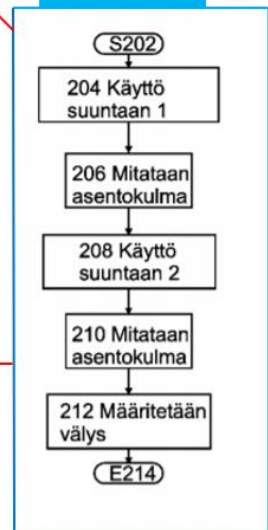 S202
204 Käyttö
suuntaan 1
206 Mitataan
asentokulma
208 Käyttö
suuntaan 2
210 Mitataan
asentokulma
212 Määritetään
välys
E214